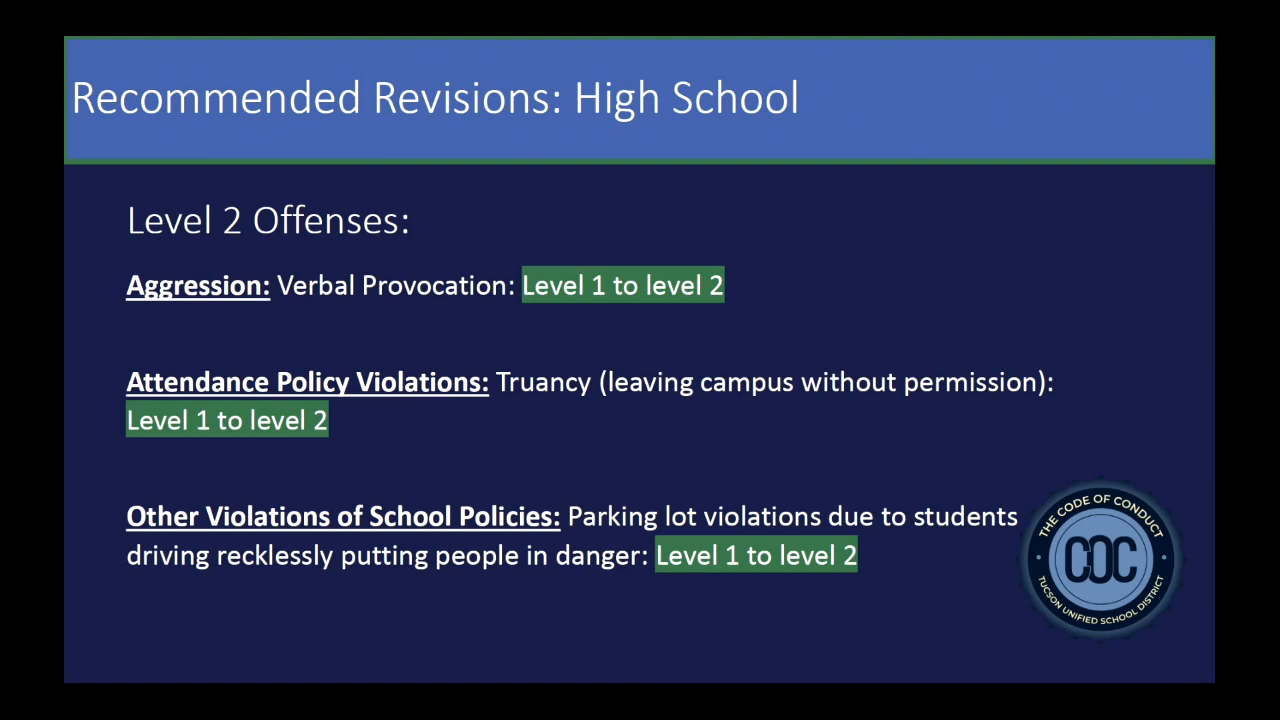 Recommended Revisions: High School
Level 2 Offenses:
Aggression: Verbal Provocation: Level 1 to level 2
Attendance Policy Violations: Truancy (leaving campus without permission):
Level 1 to level 2
Other Violations of School Policies: Parking lot violations due to students
driving recklessly putting people in danger: Level 1 to level 2
THE CODE OF CONDUCT
COC
TUCSON UNIFIED SCHOOL DISTRICT